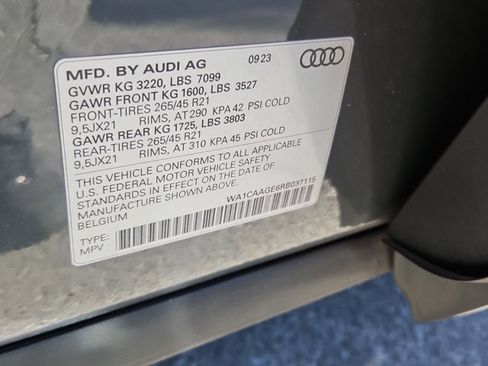 MFD. BY AUDI AG 09 23
GVWR KG 3220, LBS 7099
GAWR FRONT KG 1600, LBS 3527
FRONT-TIRES 265/45 R21
9,5JX21 RIMS, AT 290 KPA 42 PSI COLD
GAWR REAR KG 1725, LBS 3803
REAR-TIRES 265/45 R21
9,5JX21 RIMS, AT 310 KPA 45 PSI COLD
THIS VEHICLE CONFORMS TO ALL APPLICABLE
U.S. FEDERAL MOTOR VEHICLE SAFETY
STANDARDS IN EFFECT ON THE DATE OF
MANUFACTURE SHOWN ABOVE.
BELGIUM
WA1CAAGE6RB037115
TYPE:
MPV